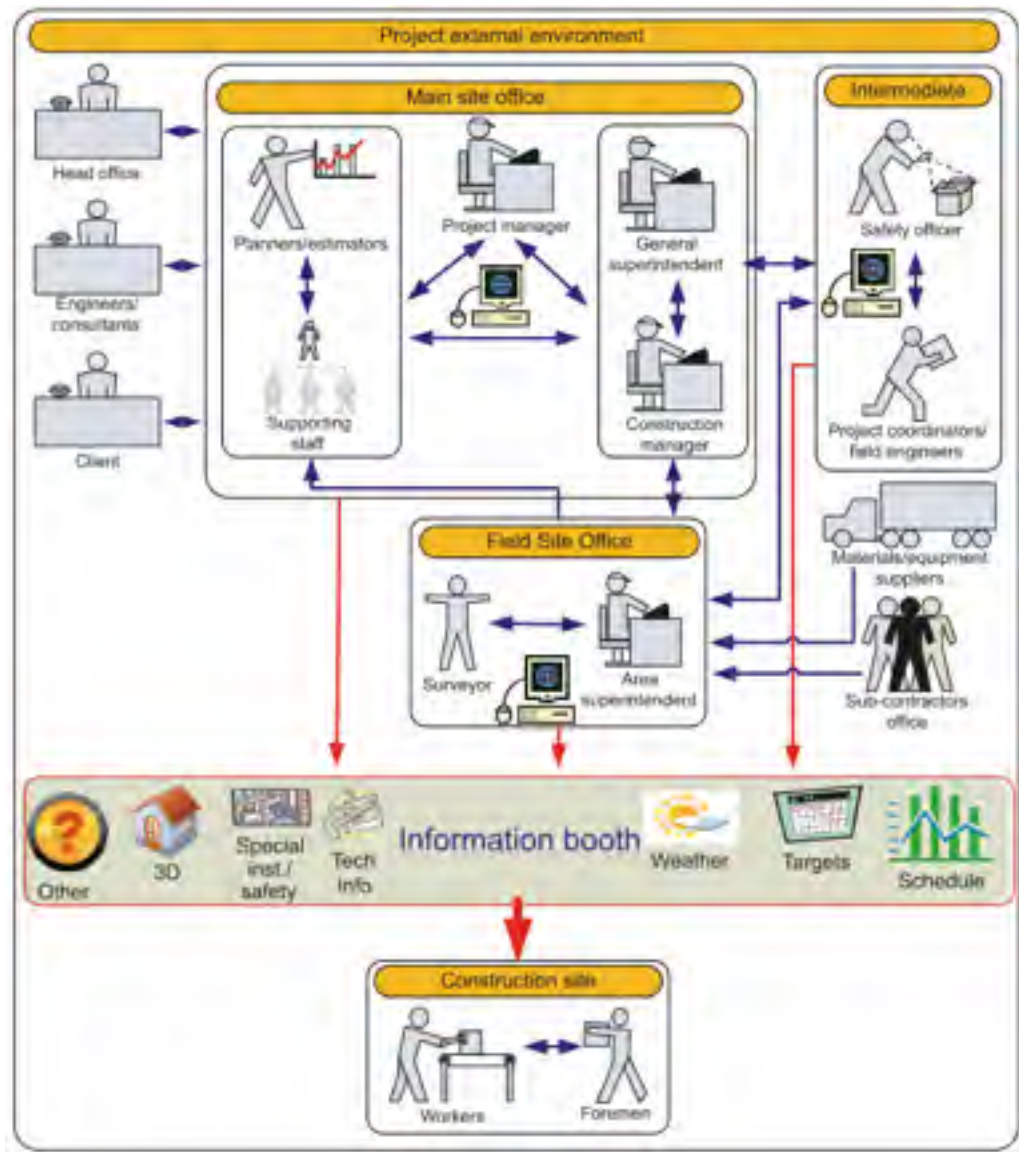 Project external environment
Main site office
Intermediate
Head office
Planners/estimators
Project manager
General
superintendent
Safety officer
Engineers/
consultants
Client
Supporting
staff
Construction
manager
Project coordinators/
field engineers
Field Site Office
Materials/equipment
suppliers
Surveyor
Area
superintendent
Sub-contractors
office
Other
3D
Special
inst./
safety
Tech
Info
Information booth
Weather
Targets
Schedule
Construction site
Workers
Foremen